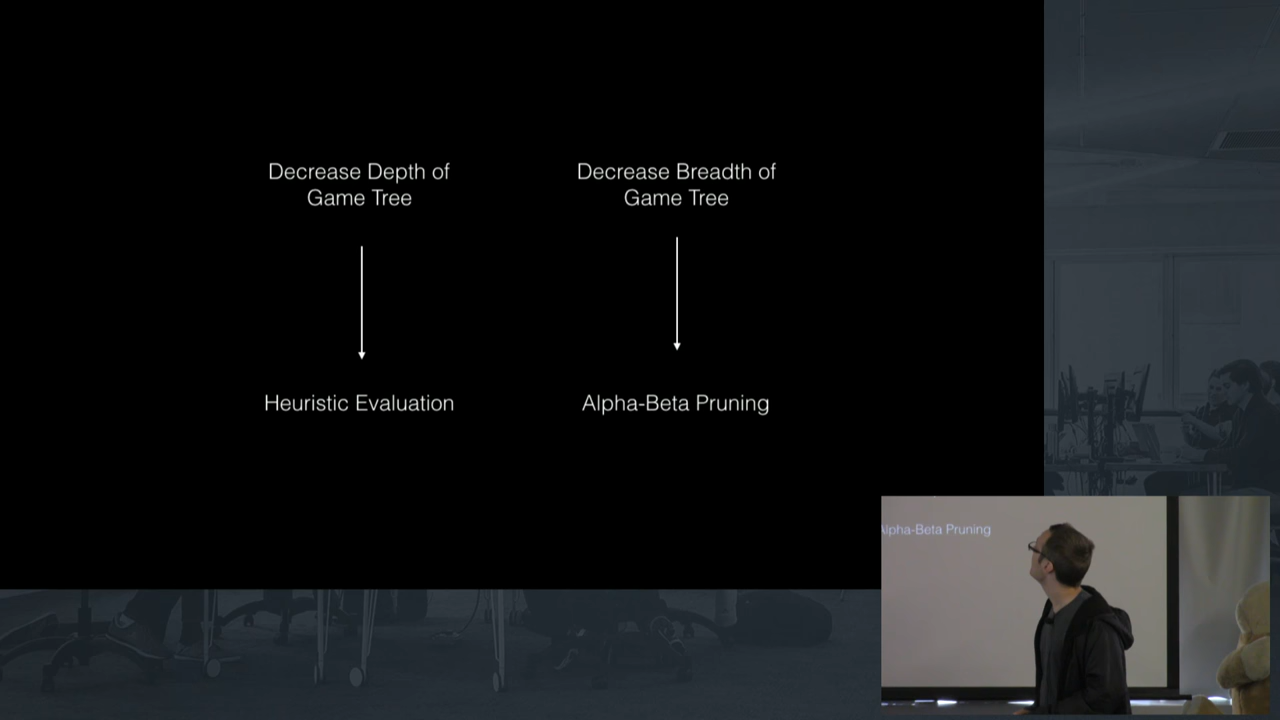 Decrease Depth of
Game Tree
Decrease Breadth of
Game Tree
Heuristic Evaluation
Alpha-Beta Pruning
Alpha-Beta Pruning